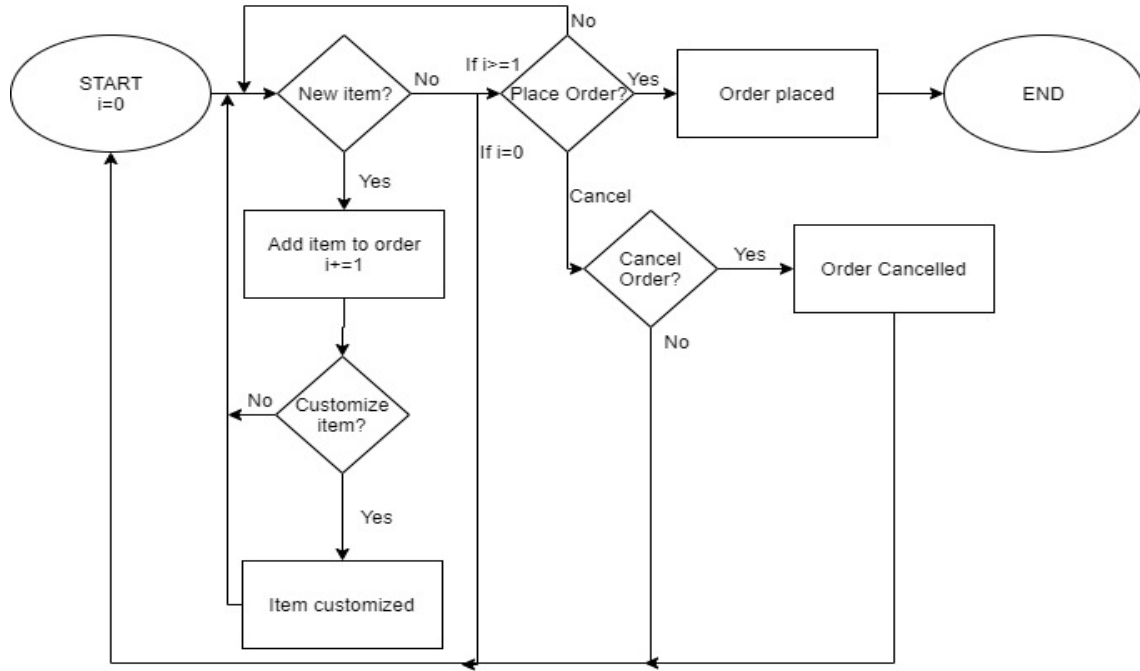 No
START
i=0
New item?
No
If i>=1
Place Order?
Yes
Order placed
END
If i=0
Yes
Cancel
Add item to order
i+=1
Cancel
Order?
Yes
Order Cancelled
No
No
Customize
item?
Yes
Item customized